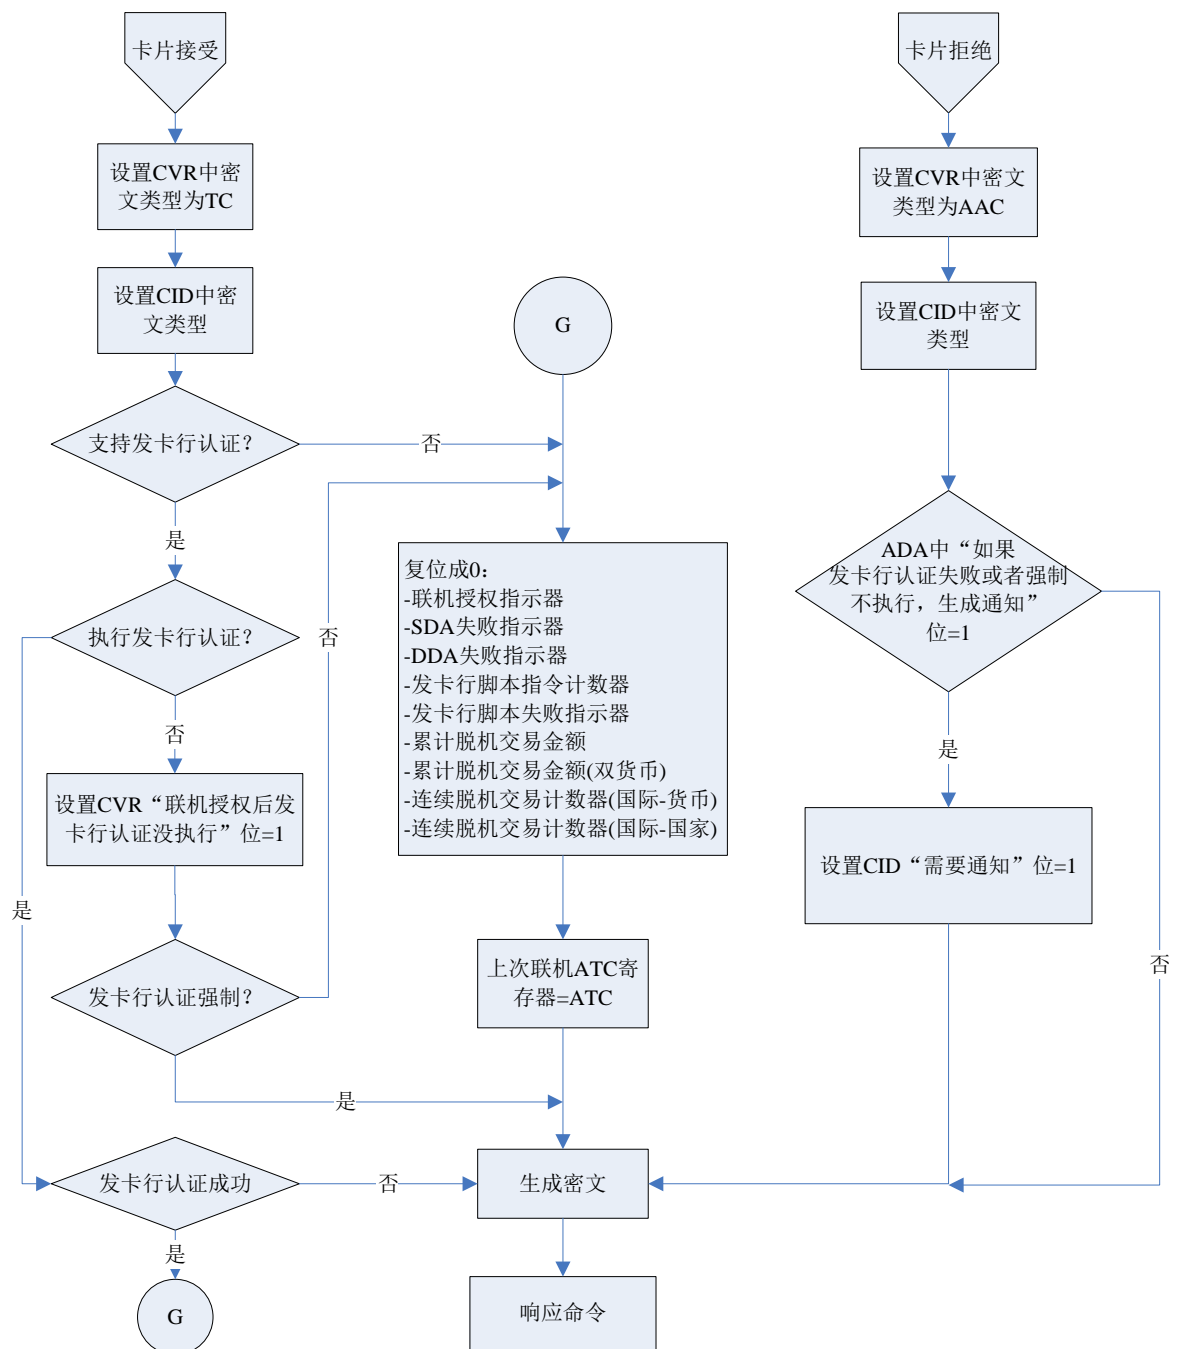 卡片接受
设置CVR中密
文类型为TC
设置CID中密
文类型
支持发卡行认证?
否
是
执行发卡行认证?
否
否
设置CVR“联机授权后发
卡行认证没执行”位=1
是
发卡行认证强制?
是
发卡行认证成功
否
是
G
G
复位成0:
-联机授权指示器
-SDA失败指示器
-DDA失败指示器
-发卡行脚本指令计数器
-发卡行脚本失败指示器
-累计脱机交易金额
-累计脱机交易金额(双货币)
-连续脱机交易计数器(国际-货币)
-连续脱机交易计数器(国际-国家)
上次联机ATC寄
存器=ATC
生成密文
响应命令
卡片拒绝
设置CVR中密文
类型为AAC
设置CID中密文
类型
ADA中“如果
发卡行认证失败或者强制
不执行，生成通知”
位=1
是
设置CID“需要通知”位=1
否